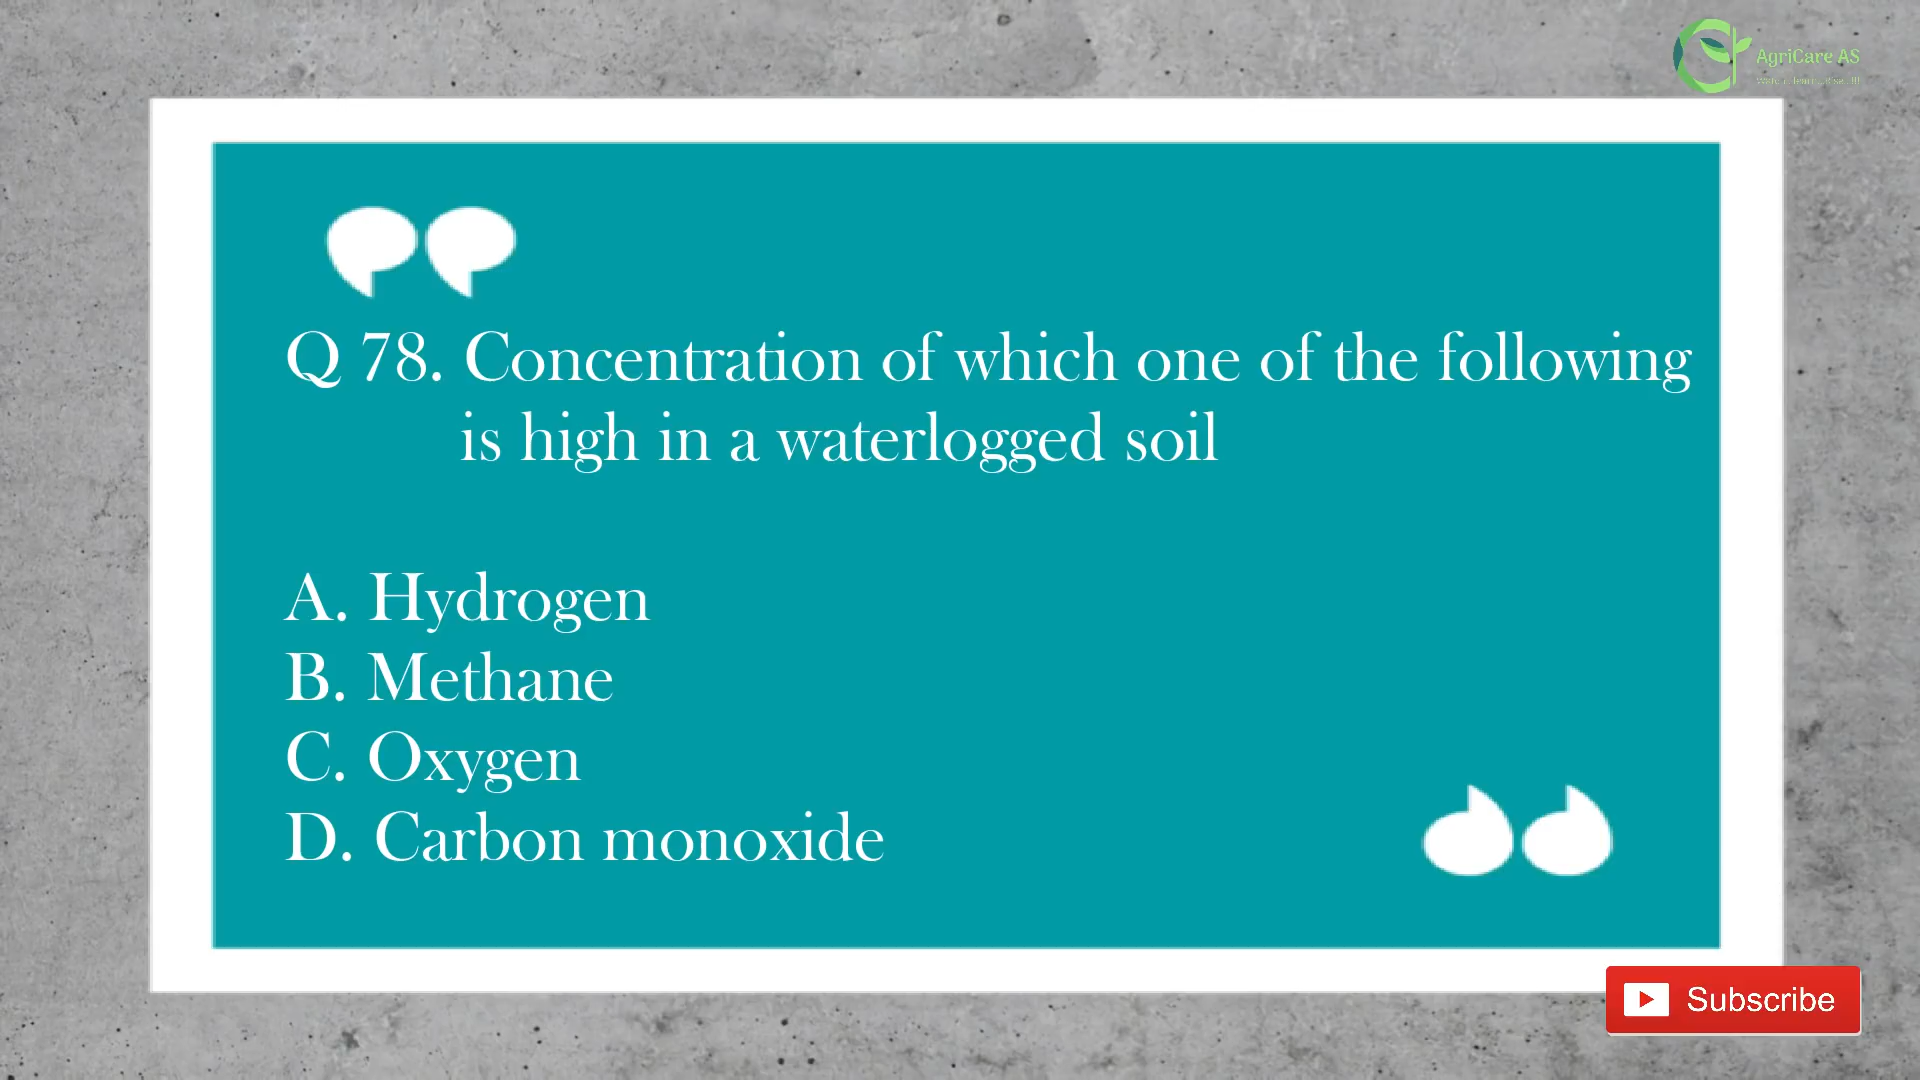 AgriCare AS
Q 78. Concentration of which one of the following
is high in a waterlogged soil
A. Hydrogen
B. Methane
C. Oxygen
D. Carbon monoxide
Subscribe